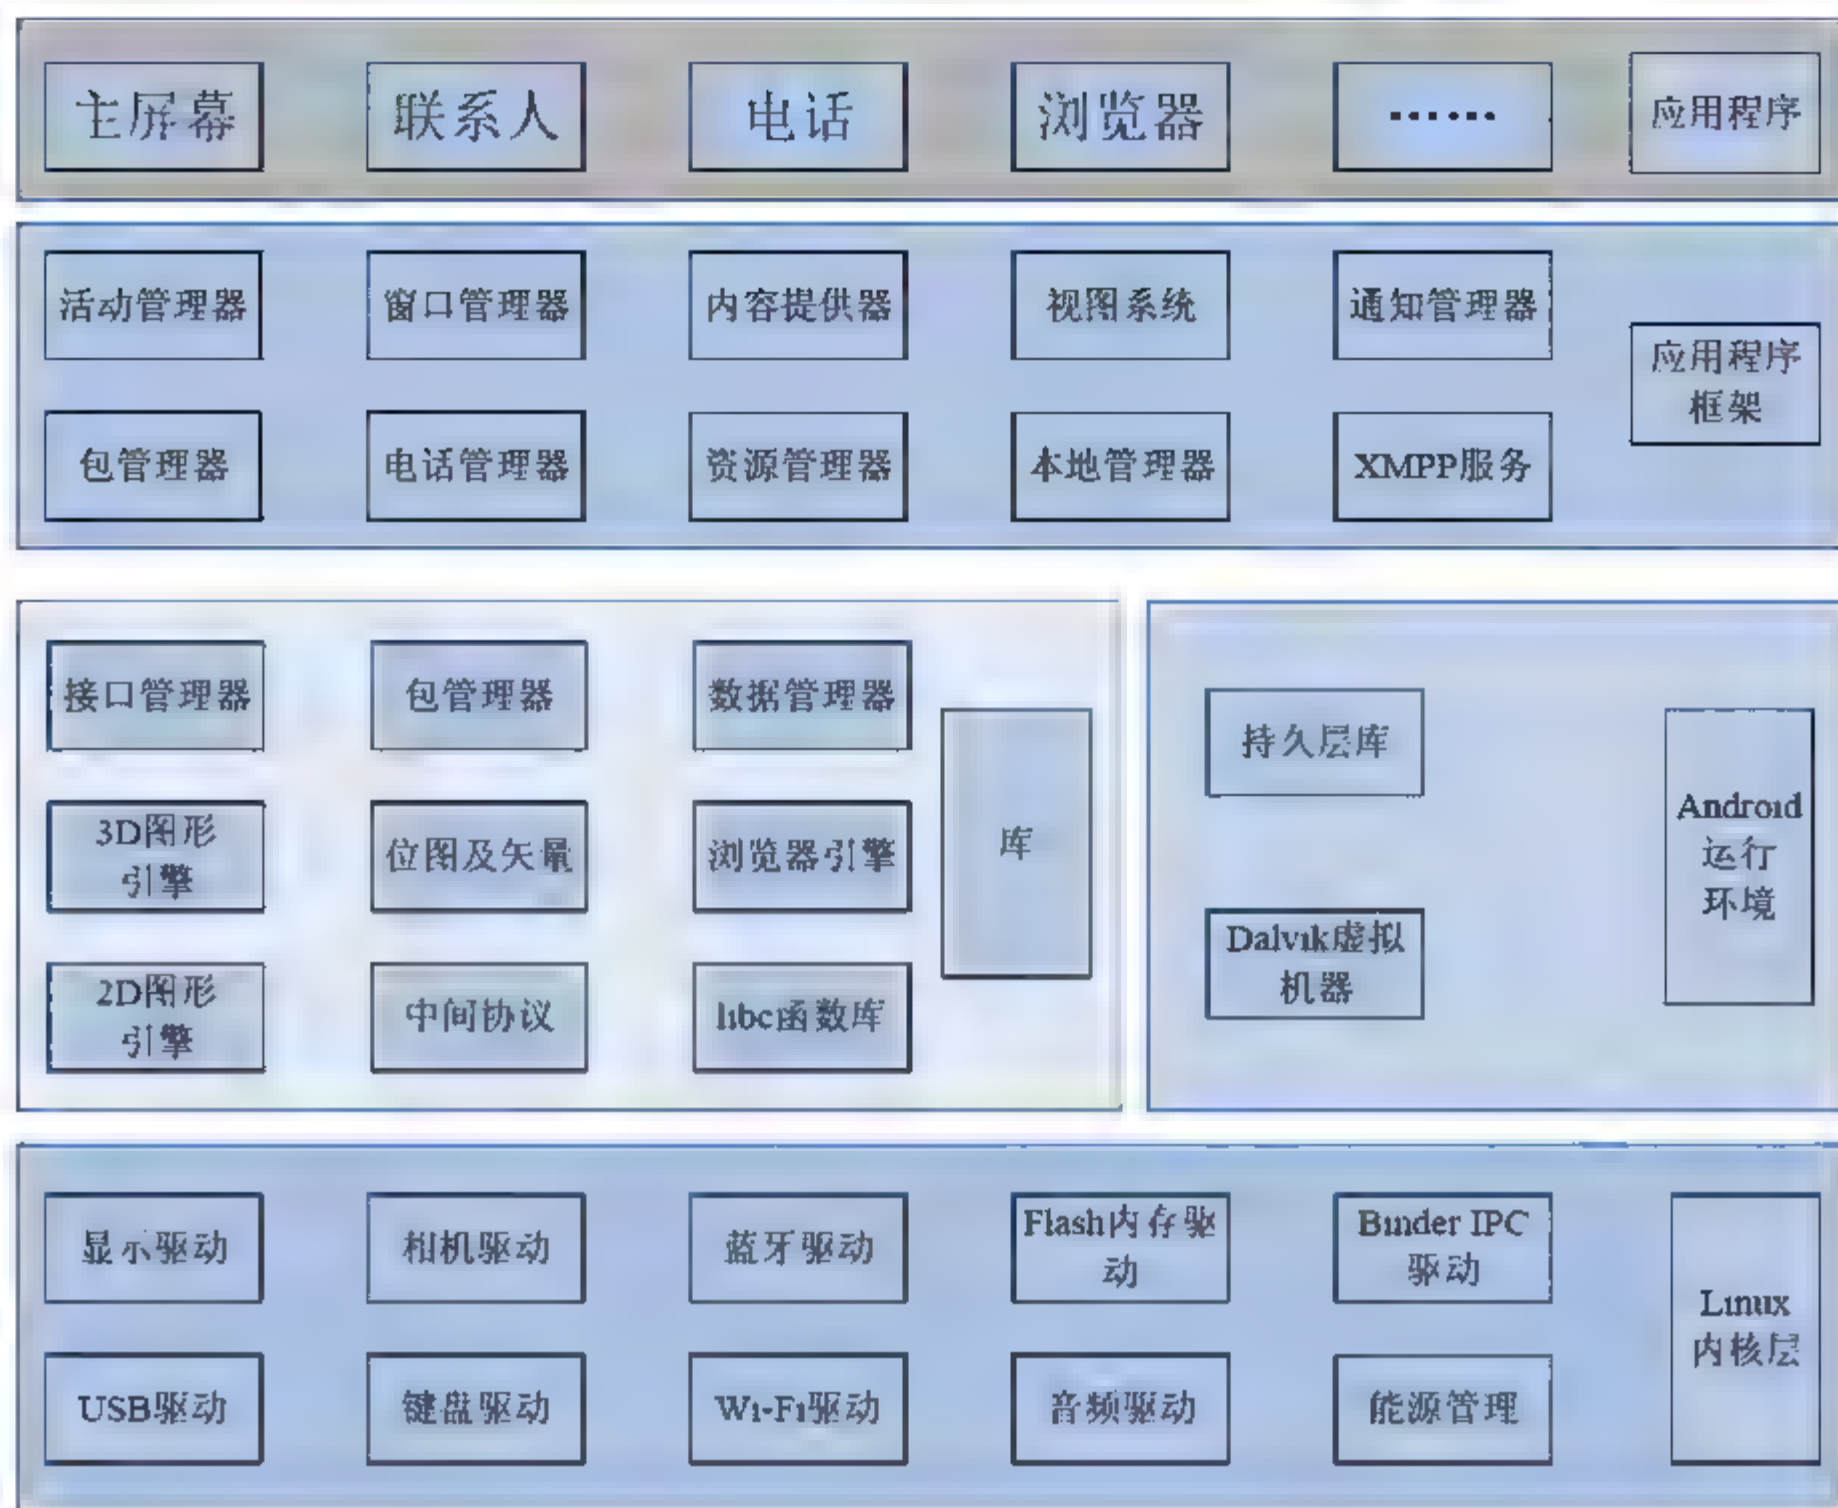 主屏幕
联系人
电话
浏览器
······
应用程序
活动管理器
窗口管理器
内容提供器
视图系统
通知管理器
包管理器
电话管理器
资源管理器
本地管理器
XMPP服务
应用程序
框架
接口管理器
包管理器
数据管理器
3D图形
引擎
位图及矢量
浏览器引擎
2D图形
引擎
中间协议
libc函数库
库
持久层库
Dalvik虚拟
机器
Android
运行
环境
显示驱动
相机驱动
蓝牙驱动
Flash内存驱
动
Binder IPC
驱动
USB驱动
键盘驱动
Wi-Fi驱动
音频驱动
能源管理
Linux
内核层